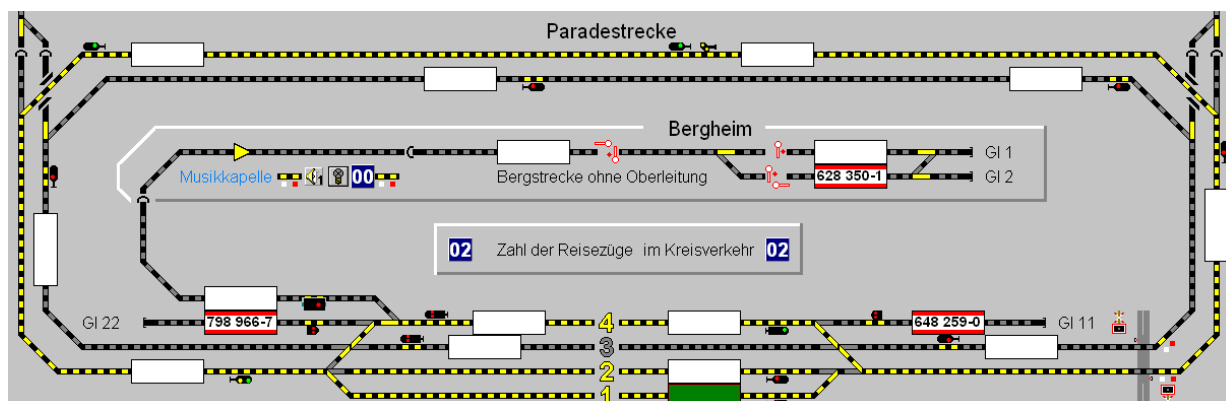 Paradestrecke
Bergheim
Gl 1
Musikkapelle 1 00 Bergstrecke ohne Oberleitung 628 350-1 Gl 2
02 Zahl der Reisezüge im Kreisverkehr 02
Gl 22 798 966-7 4 648 259-0 Gl 11
3
2
1